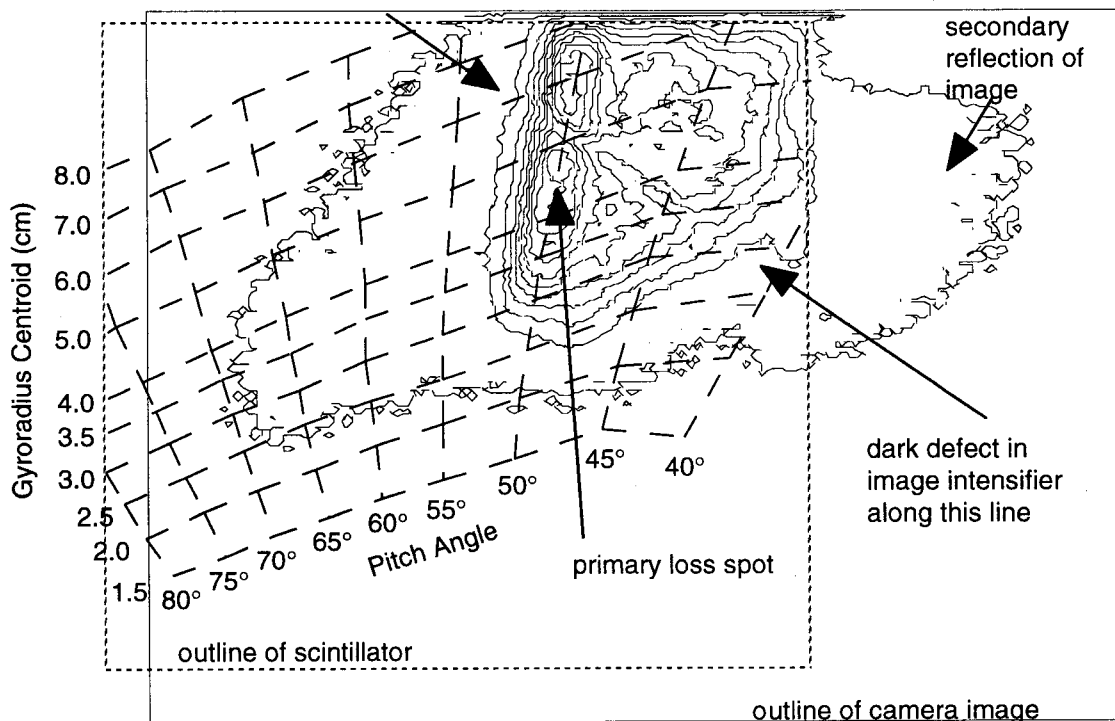 secondary
reflection of
image
Gyroradius Centroid (cm)
8.0
7.0
6.0
5.0
4.0
3.5
3.0
2.5
2.0
1.5
80°
75°
70°
65°
60°
55°
50°
45°
40°
Pitch Angle
primary loss spot
dark defect in
image intensifier
along this line
outline of scintillator
outline of camera image